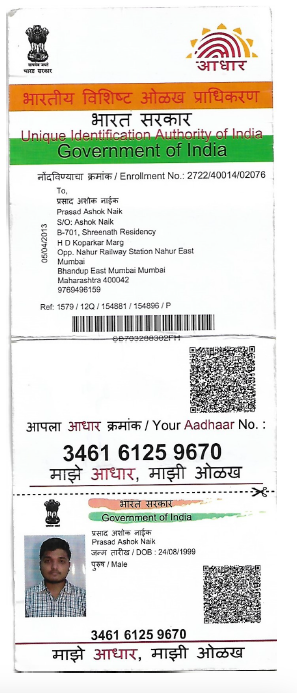 भारत सरकार
आधार
भारतीय विशिष्ट ओळख प्राधिकरण
भारत सरकार
Unique Identification Authority of India
Government of India
नोंदविण्याचा क्रमांक / Enrollment No.: 2722/40014/02076
To,
प्रसाद अशोक नाईक
Prasad Ashok Naik
S/O: Ashok Naik
B-701, Shreenath Residency
H D Koparkar Marg
Opp. Nahur Railway Station Nahur East
Mumbai
Bhandup East Mumbai Mumbai
Maharashtra 400042
9769496159
05/04/2013
Ref: 1579 / 12Q / 154881 / 154896 / P
आपला आधार क्रमांक / Your Aadhaar No. :
3461 6125 9670
माझे आधार, माझी ओळख
भारत सरकार
Government of India
प्रसाद अशोक नाईक
Prasad Ashok Naik
जन्म तारीख / DOB : 24/08/1999
पुरुष / Male
3461 6125 9670
माझे आधार, माझी ओळख